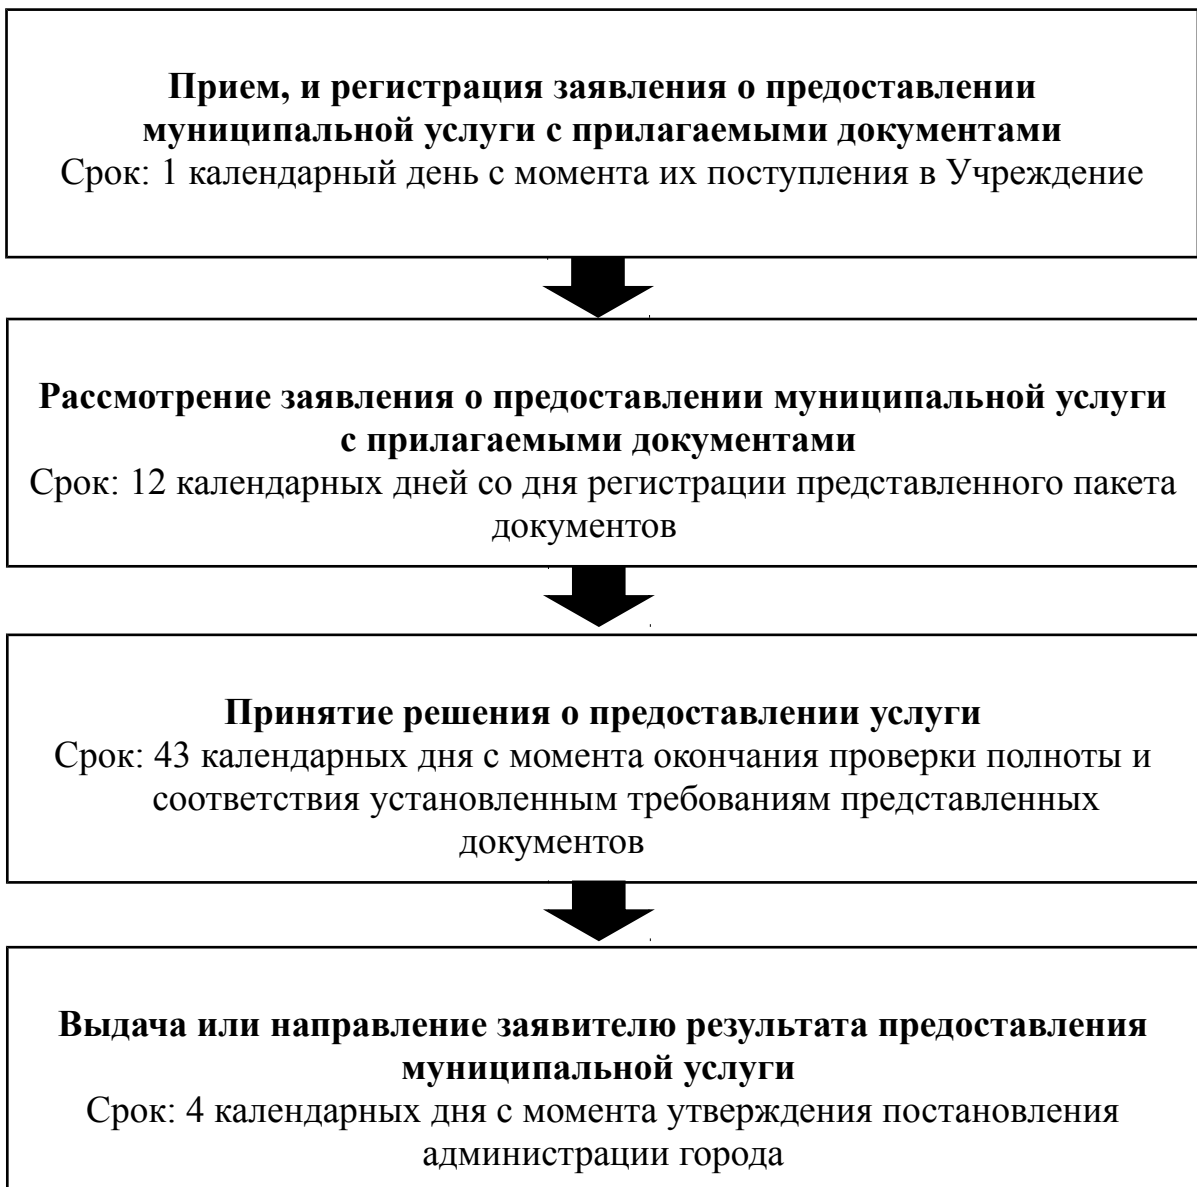 Прием, и регистрация заявления о предоставлении
муниципальной услуги с прилагаемыми документами
Срок: 1 календарный день с момента их поступления в Учреждение
Рассмотрение заявления о предоставлении муниципальной услуги
с прилагаемыми документами
Срок: 12 календарных дней со дня регистрации представленного пакета
документов
Принятие решения о предоставлении услуги
Срок: 43 календарных дня с момента окончания проверки полноты и
соответствия установленным требованиям представленных
документов
Выдача или направление заявителю результата предоставления
муниципальной услуги
Срок: 4 календарных дня с момента утверждения постановления
администрации города